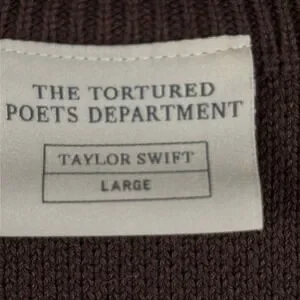 THE TORTURED
POETS DEPARTMENT
TAYLOR SWIFT
LARGE